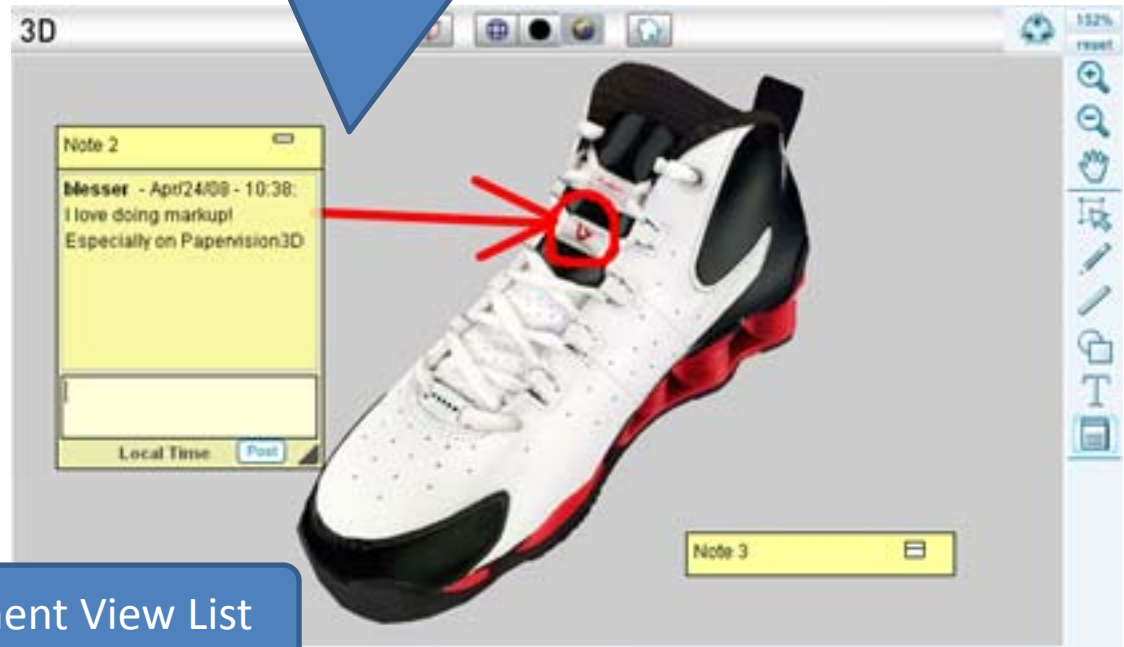 3D
152%
reset
Note 2
blesser - Apr/24/08 - 10:38:
I love doing markup!
Especially on Papervision3D
Local Time
Post
Note 3
T
ent View List